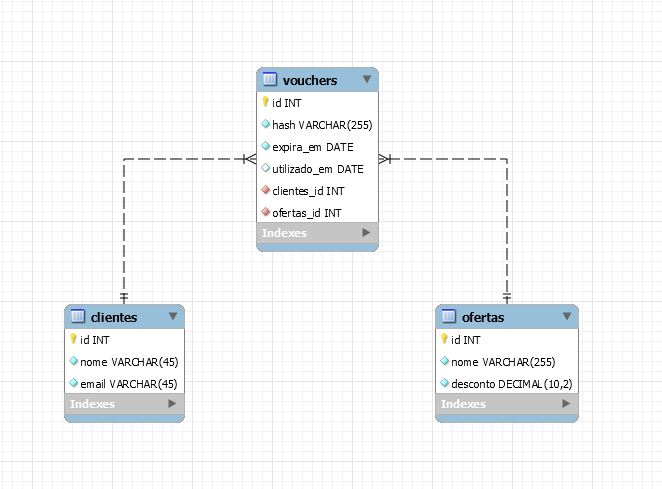 vouchers
id INT
hash VARCHAR(255)
expira_em DATE
utilizado_em DATE
clientes_id INT
ofertas_id INT
Indexes
clientes
id INT
nome VARCHAR(45)
email VARCHAR(45)
Indexes
ofertas
id INT
nome VARCHAR(255)
desconto DECIMAL(10,2)
Indexes